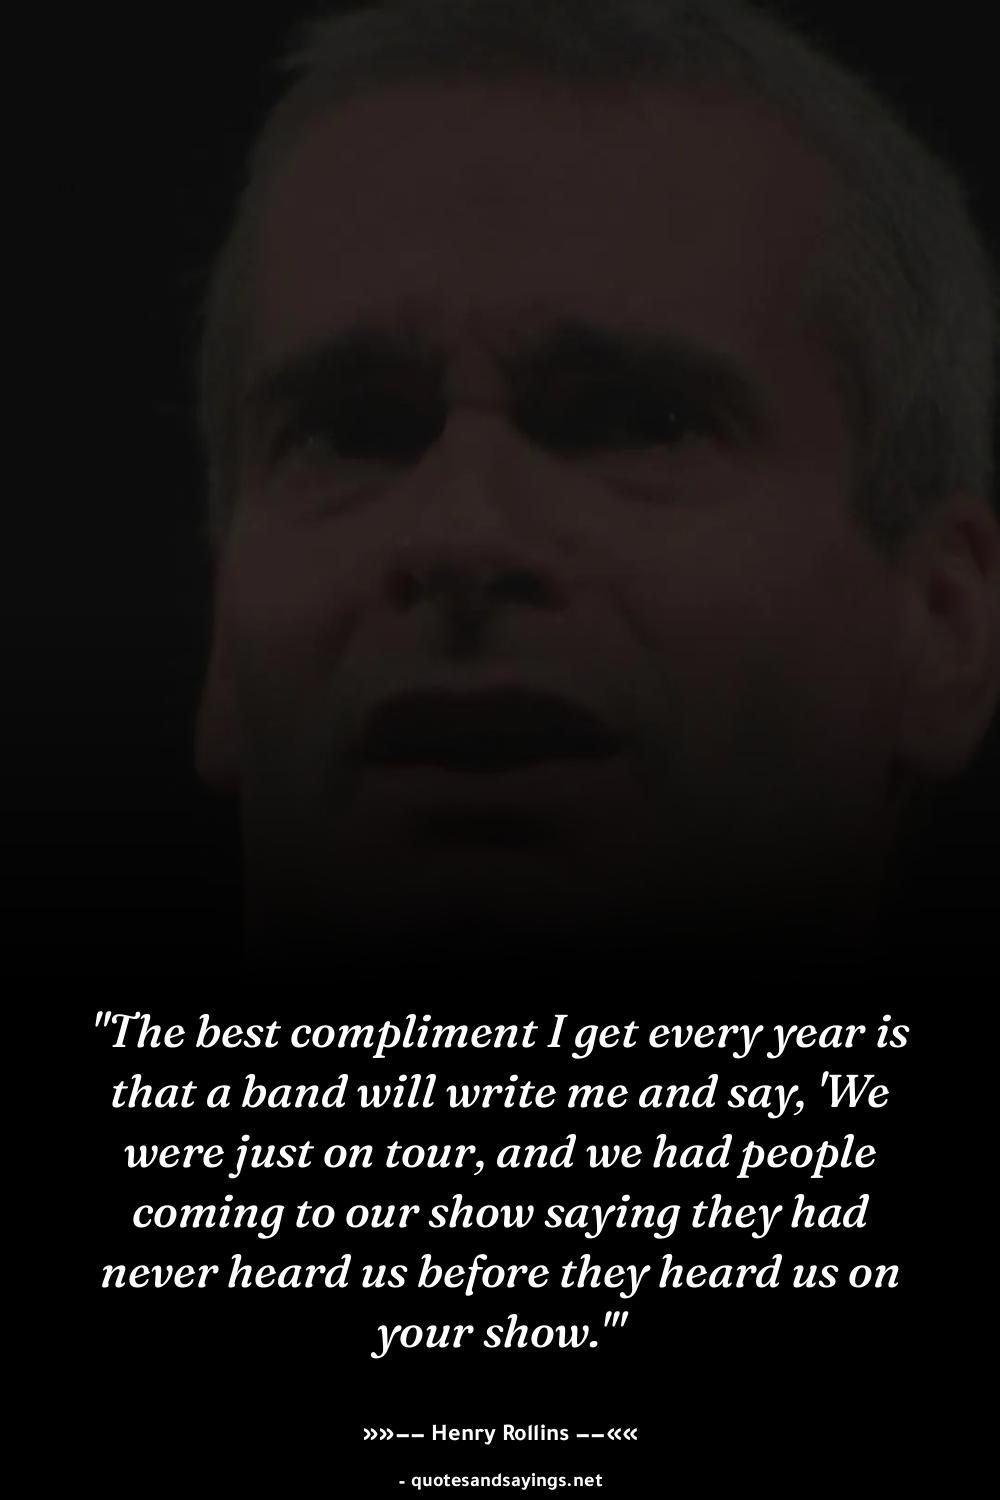 "The best compliment I get every year is
that a band will write me and say, 'We
were just on tour, and we had people
coming to our show saying they had
never heard us before they heard us on
your show.'"
»»−− Henry Rollins −−««
- quotesandsayings.net